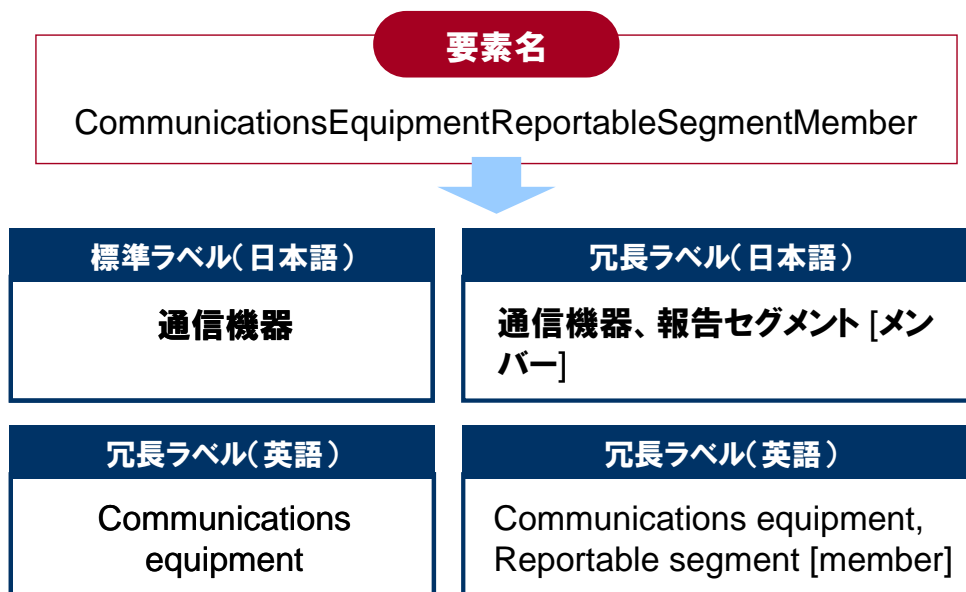 要素名
CommunicationsEquipmentReportableSegmentMember
標準ラベル(日本語)
通信機器
冗長ラベル(日本語)
通信機器、報告セグメント [メン
バー]
冗長ラベル(英語)
Communications
equipment
冗長ラベル(英語)
Communications equipment,
Reportable segment [member]